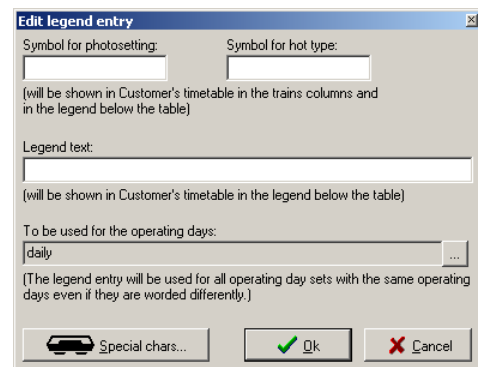 Edit legend entry
Symbol for photosetting: Symbol for hot type:
(will be shown in Customer's timetable in the trains columns and
in the legend below the table)
Legend text:
(will be shown in Customer's timetable in the legend below the table)
To be used for the operating days:
daily ...
(The legend entry will be used for all operating day sets with the same operating
days even if they are worded differently.)
Special chars... Ok Cancel